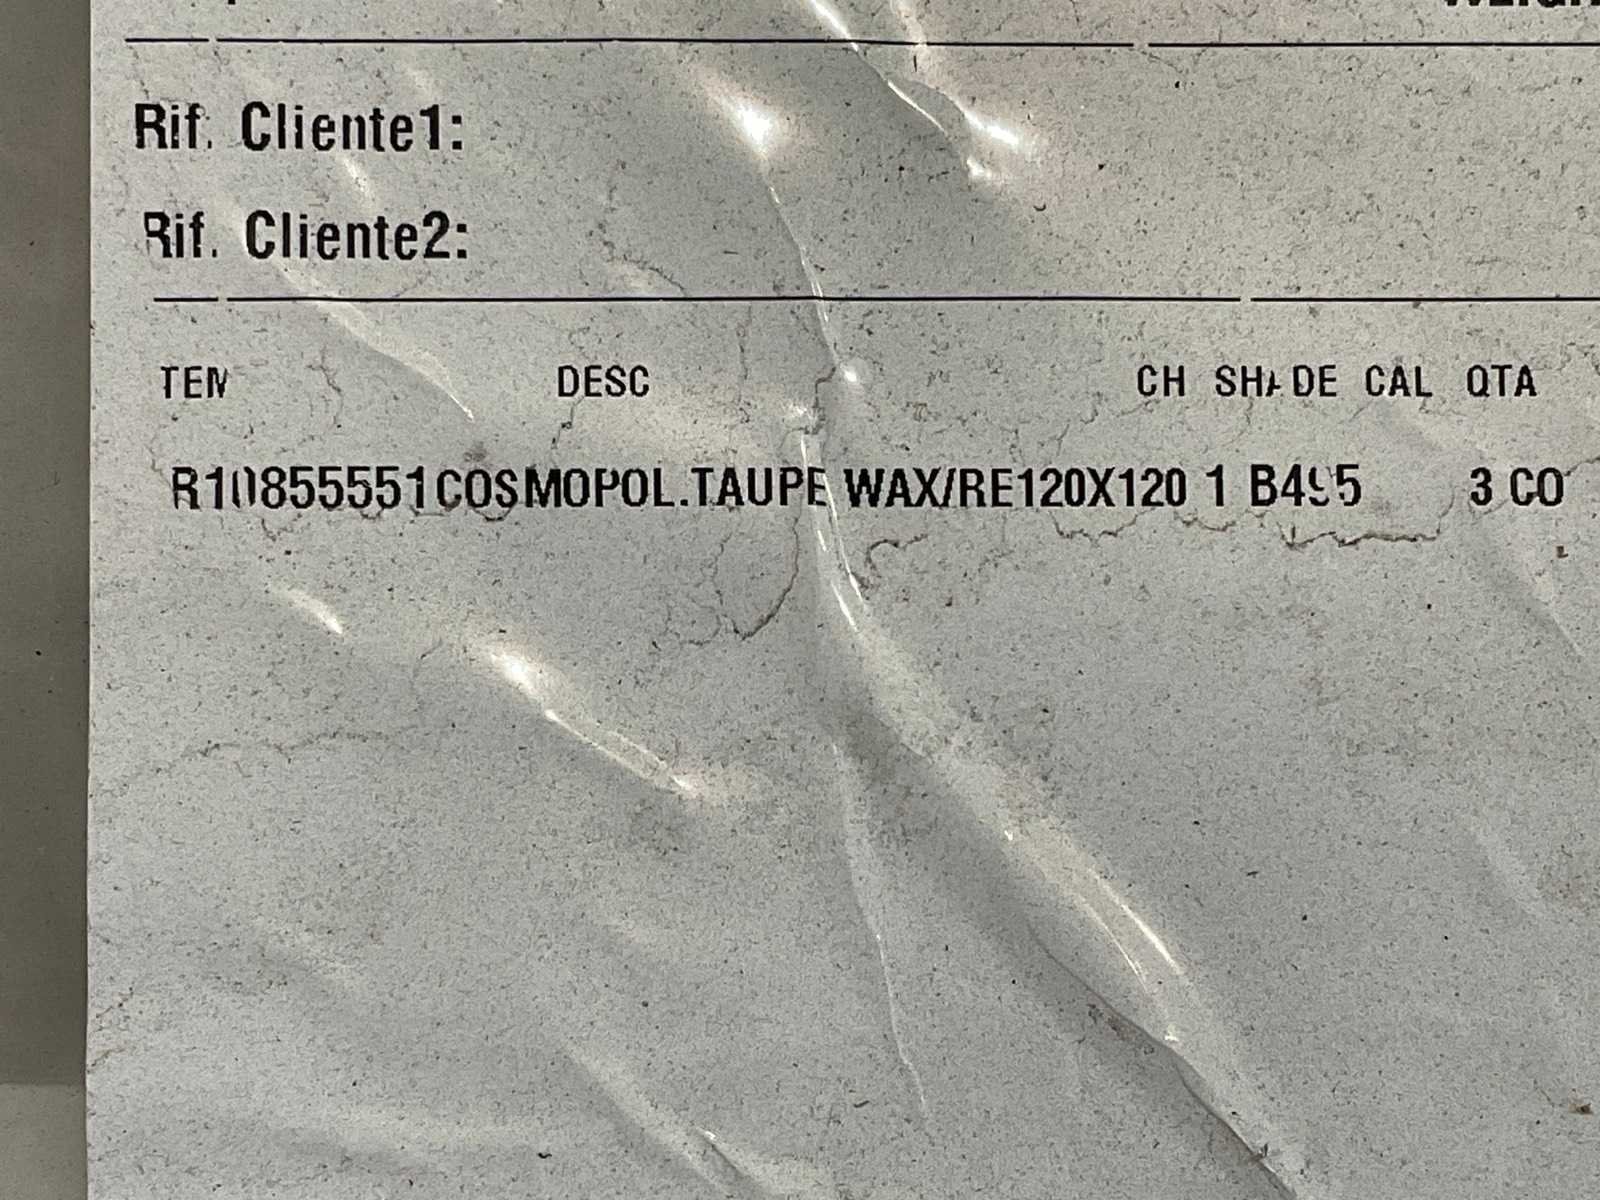 Rif. Cliente1:
Rif. Cliente2:
TEM DESC CH SHADE CAL QTA
R10855551COSMOPOL.TAUPE WAX/RE120X120 1 B495 3 CO